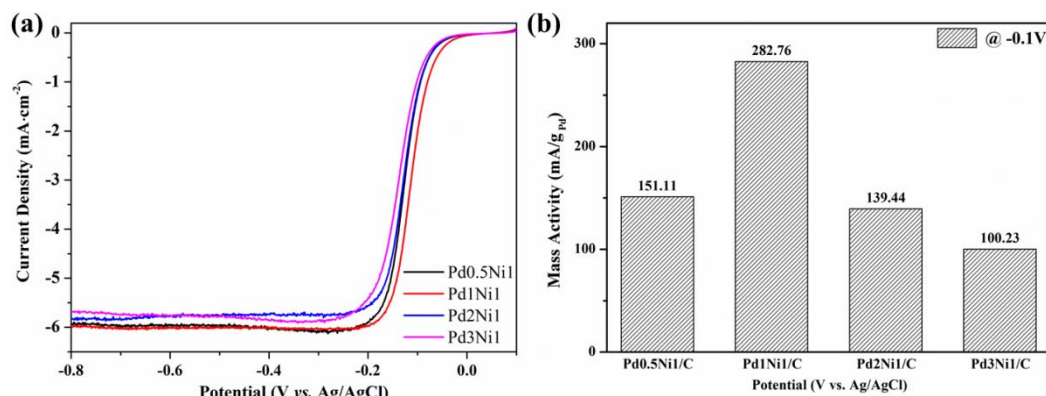 (a)
0
-1
-2
-3
-4
-5
-6
Current Density (mA·cm-2)
Pd0.5Ni1
Pd1Ni1
Pd2Ni1
Pd3Ni1
-0.8
-0.6
-0.4
-0.2
0.0
Potential (V vs. Ag/AgCl)
(b)
@ -0.1V
300
200
100
0
Mass Activity (mA/g Pd)
151.11
282.76
139.44
100.23
Pd0.5Ni1/C
Pd1Ni1/C
Pd2Ni1/C
Pd3Ni1/C
Potential (V vs. Ag/AgCl)